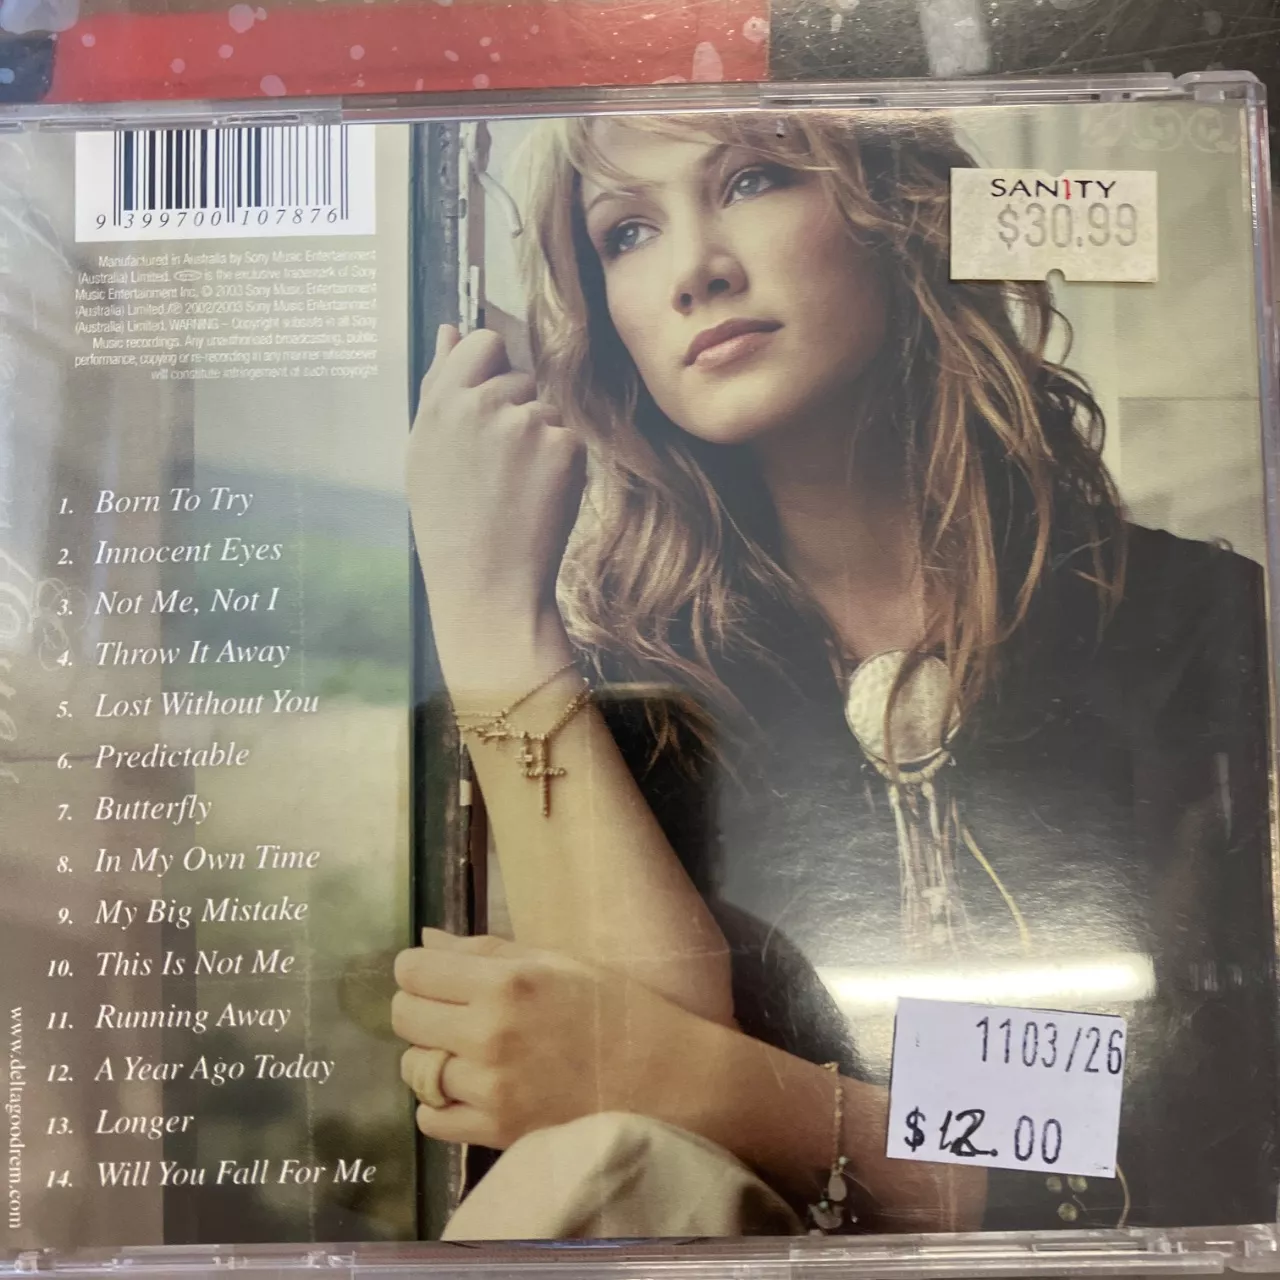 9 399700 107876
Manufactured in Australia by Sony Music Entertainment
(Australia) Limited. is the exclusive trademark of Sony
Music Entertainment Inc. © 2003 Sony Music Entertainment
(Australia) Limited./℗ 2002/2003 Sony Music Entertainment
(Australia) Limited. WARNING – Copyright subsists in all Sony
Music recordings. Any unauthorised broadcasting, public
performance, copying or re-recording in any manner whatsoever
will constitute infringement of such copyright
SANITY
$30.99
1. Born To Try
2. Innocent Eyes
3. Not Me, Not I
4. Throw It Away
5. Lost Without You
6. Predictable
7. Butterfly
8. In My Own Time
9. My Big Mistake
10. This Is Not Me
11. Running Away
12. A Year Ago Today
13. Longer
14. Will You Fall For Me
www.deltagoodrem.com
1103/26
$12.00